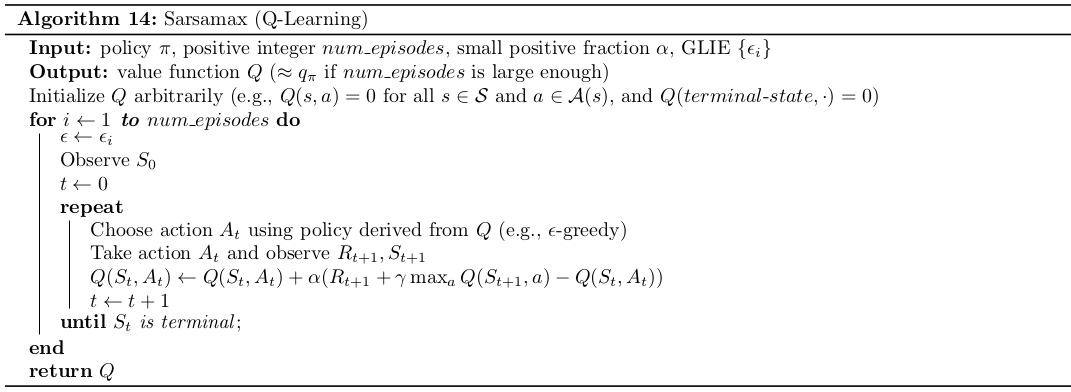 Algorithm 14: Sarsamax (Q-Learning)
Input: policy π, positive integer num_episodes, small positive fraction α, GLIE {ϵᵢ}
Output: value function Q (≈ q_π if num_episodes is large enough)
Initialize Q arbitrarily (e.g., Q(s, a) = 0 for all s ∈ 𝒮 and a ∈ 𝒜(s), and Q(terminal-state, ·) = 0)
for i ← 1 to num_episodes do
ϵ ← ϵᵢ
Observe S₀
t ← 0
repeat
Choose action Aₜ using policy derived from Q (e.g., ϵ-greedy)
Take action Aₜ and observe Rₜ₊₁, Sₜ₊₁
Q(Sₜ, Aₜ) ← Q(Sₜ, Aₜ) + α(Rₜ₊₁ + γ maxₐ Q(Sₜ₊₁, a) − Q(Sₜ, Aₜ))
t ← t + 1
until Sₜ is terminal;
end
return Q